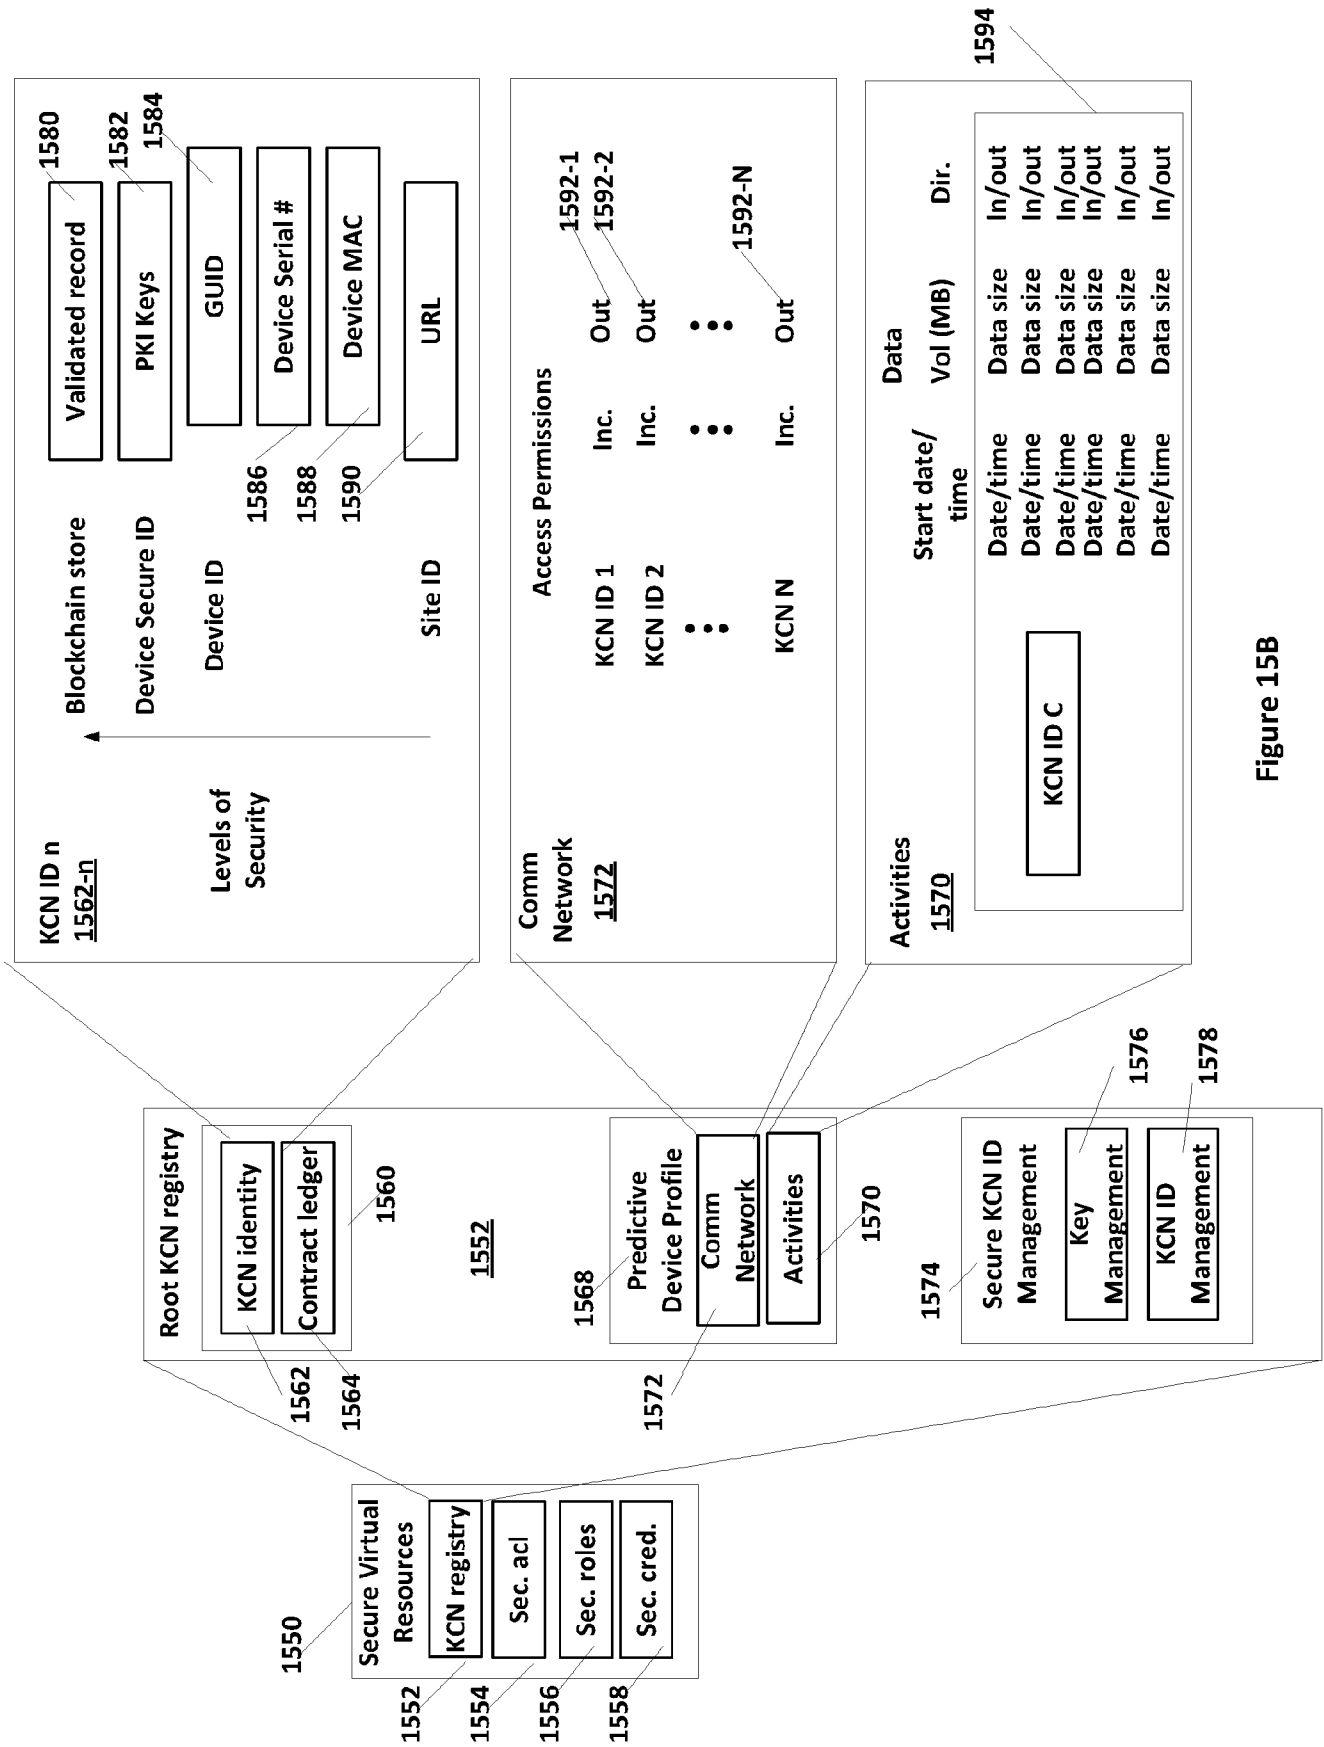 1550
Secure Virtual
Resources
KCN registry
Sec. acl
Sec. roles
Sec. cred.
1552
1554
1556
1558
Root KCN registry
KCN identity
Contract ledger
1562
1564
1560
1552
1568
Predictive
Device Profile
Comm
Network
Activities
1572
1570
1574
Secure KCN ID
Management
Key
Management
KCN ID
Management
1576
1578
KCN ID n
1562-n
Levels of
Security
Blockchain store
Device Secure ID
Device ID
Site ID
Validated record
PKI Keys
GUID
Device Serial #
Device MAC
URL
1580
1582
1584
1586
1588
1590
Comm
Network
1572
Access Permissions
KCN ID 1 Inc. Out
KCN ID 2 Inc. Out
KCN N Inc. Out
1592-1
1592-2
1592-N
Activities
1570
KCN ID C
Start date/
time
Data
Vol (MB)
Dir.
Date/time Data size In/out
Date/time Data size In/out
Date/time Data size In/out
Date/time Data size In/out
Date/time Data size In/out
Date/time Data size In/out
1594
Figure 15B